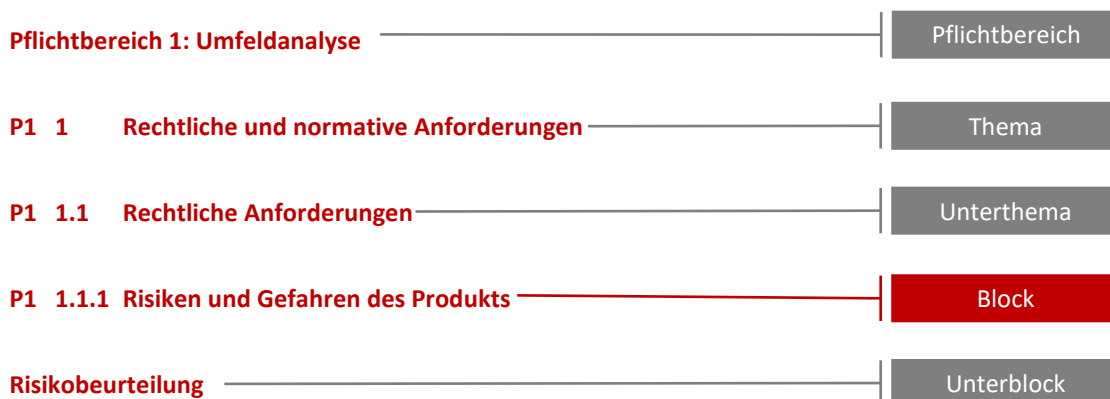 Pflichtbereich 1: Umfeldanalyse Pflichtbereich
P1 1 Rechtliche und normative Anforderungen Thema
P1 1.1 Rechtliche Anforderungen Unterthema
P1 1.1.1 Risiken und Gefahren des Produkts Block
Risikobeurteilung Unterblock